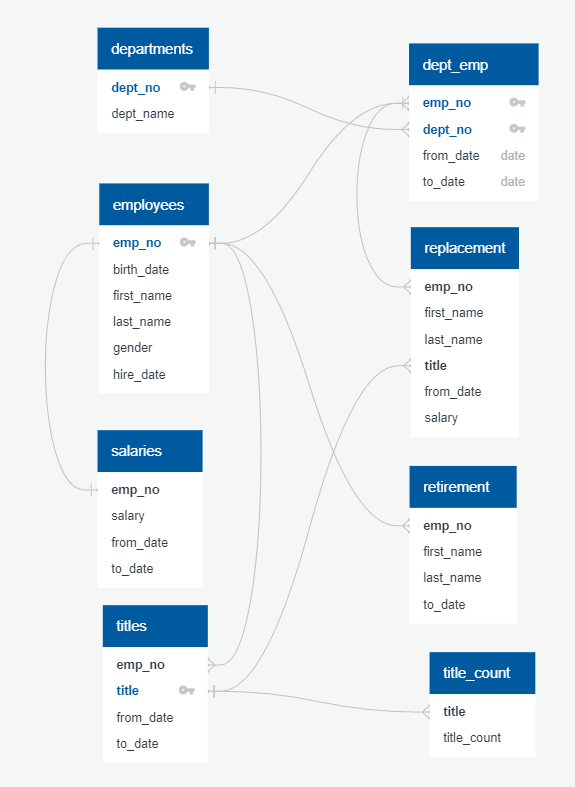 departments
dept_no
dept_name
employees
emp_no
birth_date
first_name
last_name
gender
hire_date
salaries
emp_no
salary
from_date
to_date
titles
emp_no
title
from_date
to_date
dept_emp
emp_no
dept_no
from_date date
to_date date
replacement
emp_no
first_name
last_name
title
from_date
salary
retirement
emp_no
first_name
last_name
to_date
title_count
title
title_count